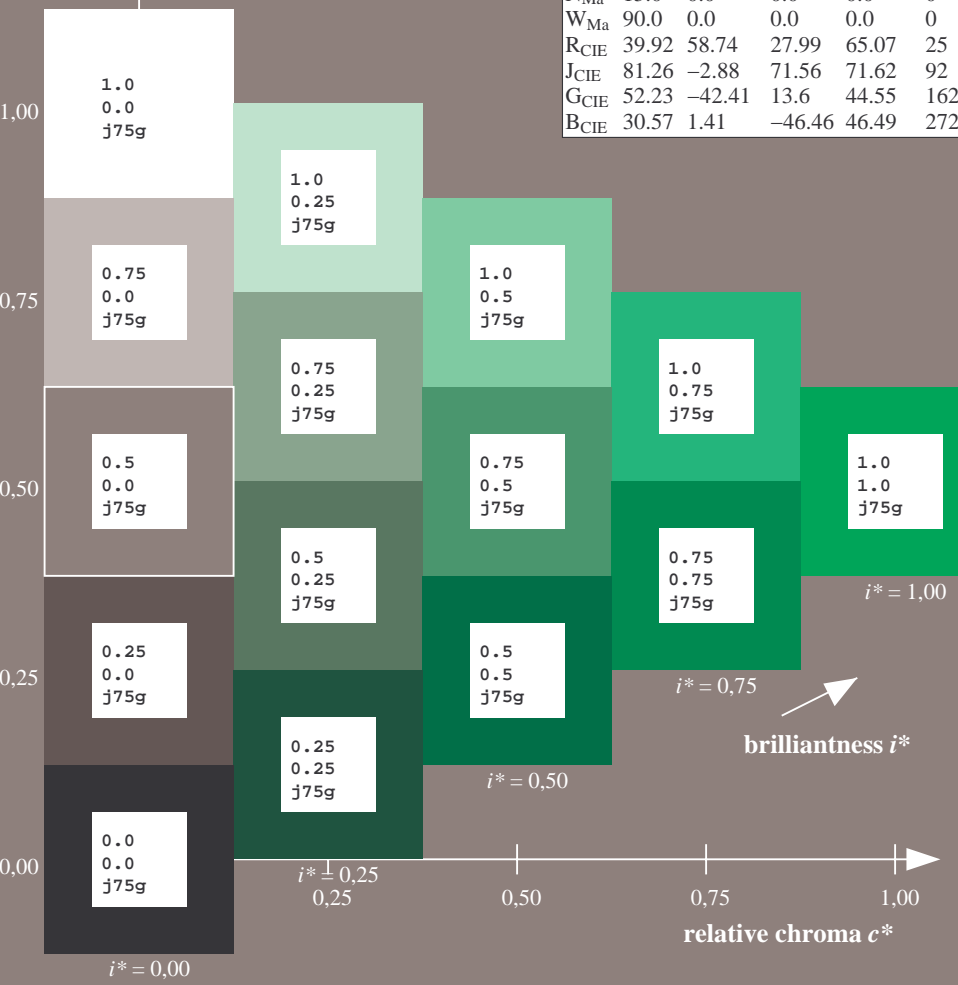 W_Ma 90.0 0.0 0.0 0.0 0
R_CIE 39.92 58.74 27.99 65.07 25
J_CIE 81.26 –2.88 71.56 71.62 92
G_CIE 52.23 –42.41 13.6 44.55 162
B_CIE 30.57 1.41 –46.46 46.49 272
1,00
1.0
0.0
j75g
1.0
0.25
j75g
0,75
0.75
0.0
j75g
1.0
0.5
j75g
0.75
0.25
j75g
1.0
0.75
j75g
0,50
0.5
0.0
j75g
0.75
0.5
j75g
1.0
1.0
j75g
0.5
0.25
j75g
0.75
0.75
j75g
i* = 1,00
0,25
0.25
0.0
j75g
0.5
0.5
j75g
i* = 0,75
0.25
0.25
j75g
brilliantness i*
i* = 0,50
0,00
0.0
0.0
j75g
i* = 0,25
0,25 0,50 0,75 1,00
relative chroma c*
i* = 0,00